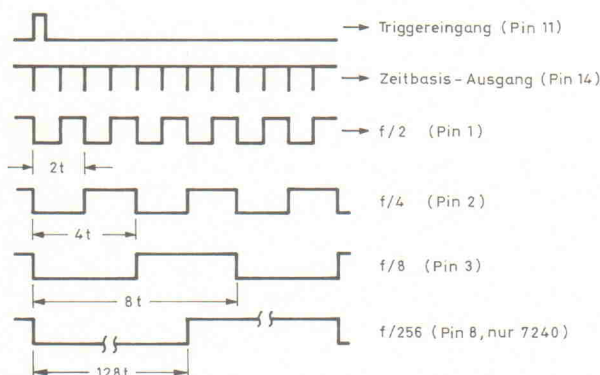 Triggereingang (Pin 11)
Zeitbasis-Ausgang (Pin 14)
f/2 (Pin 1)
2t
f/4 (Pin 2)
4t
f/8 (Pin 3)
8t
f/256 (Pin 8, nur 7240)
128t